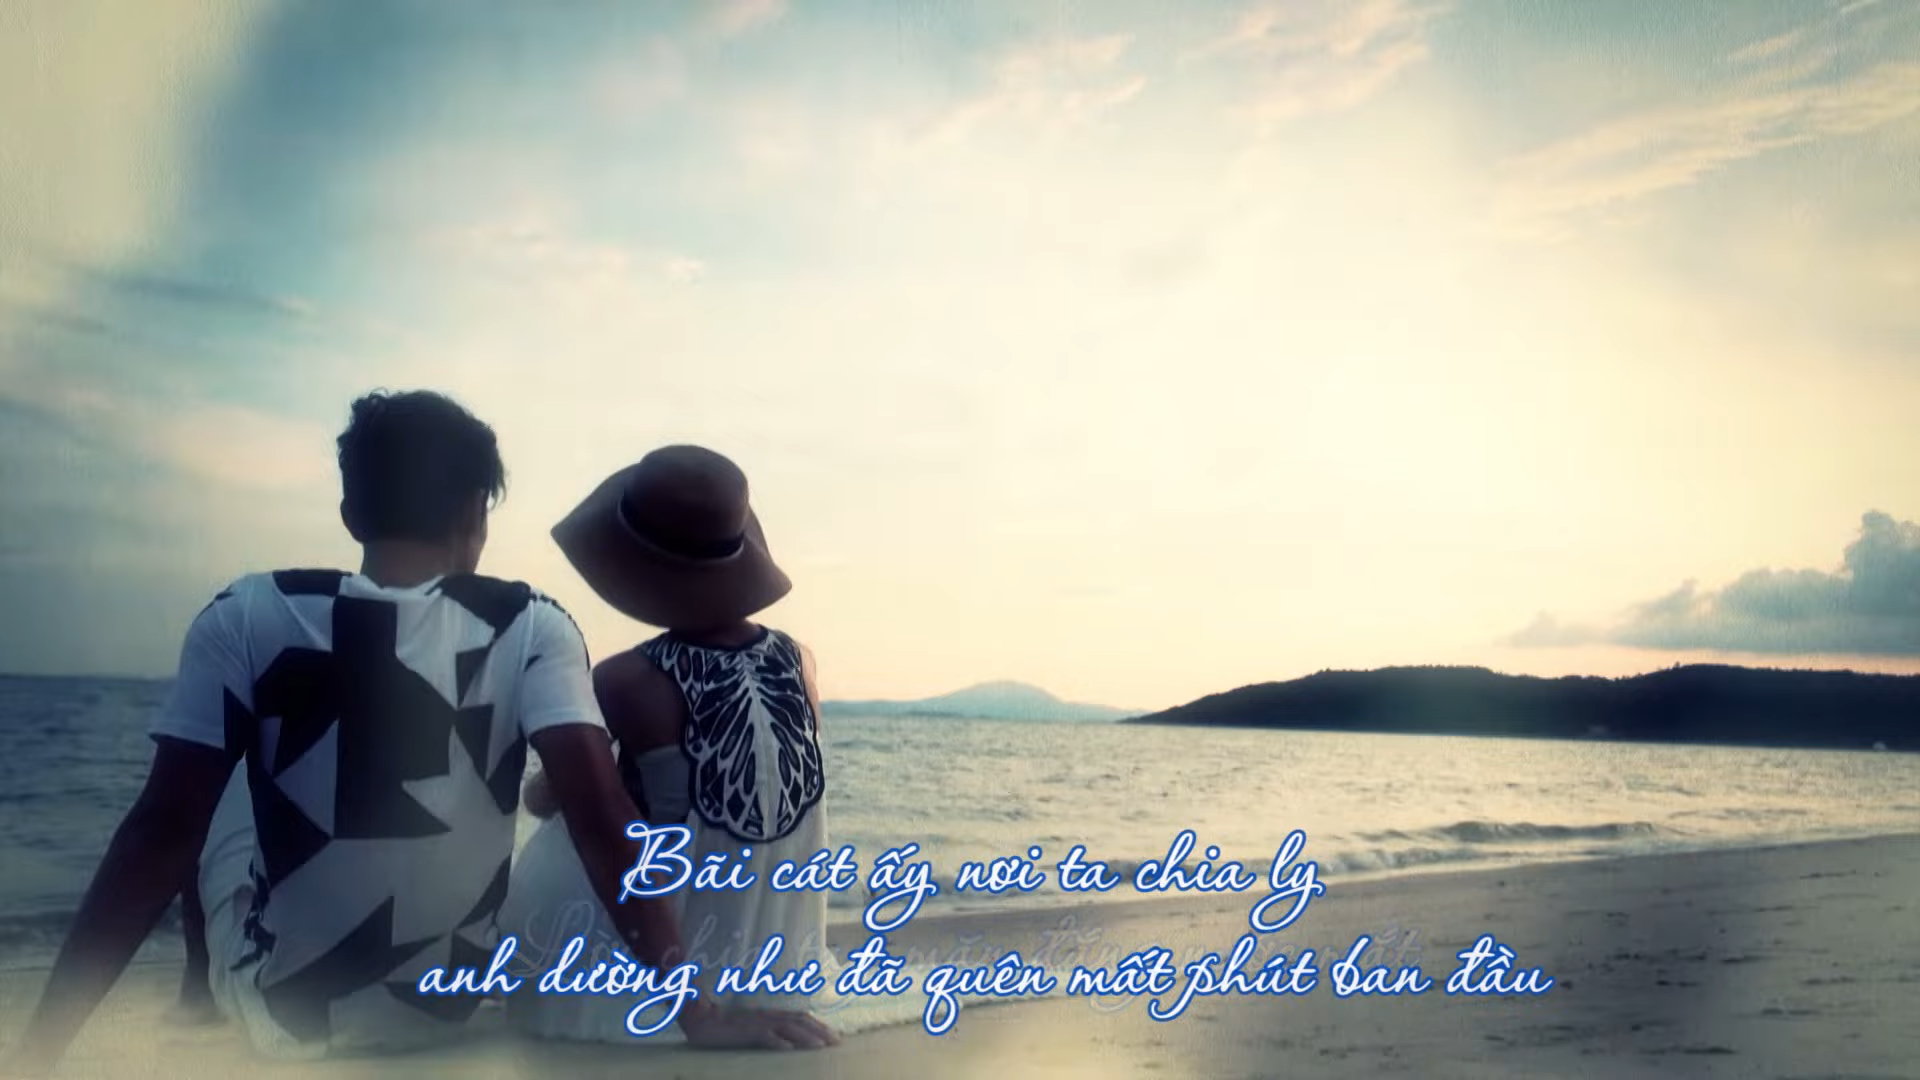 Bãi cát ấy nơi ta chia ly
anh dường như đã quên mất phút ban đầu